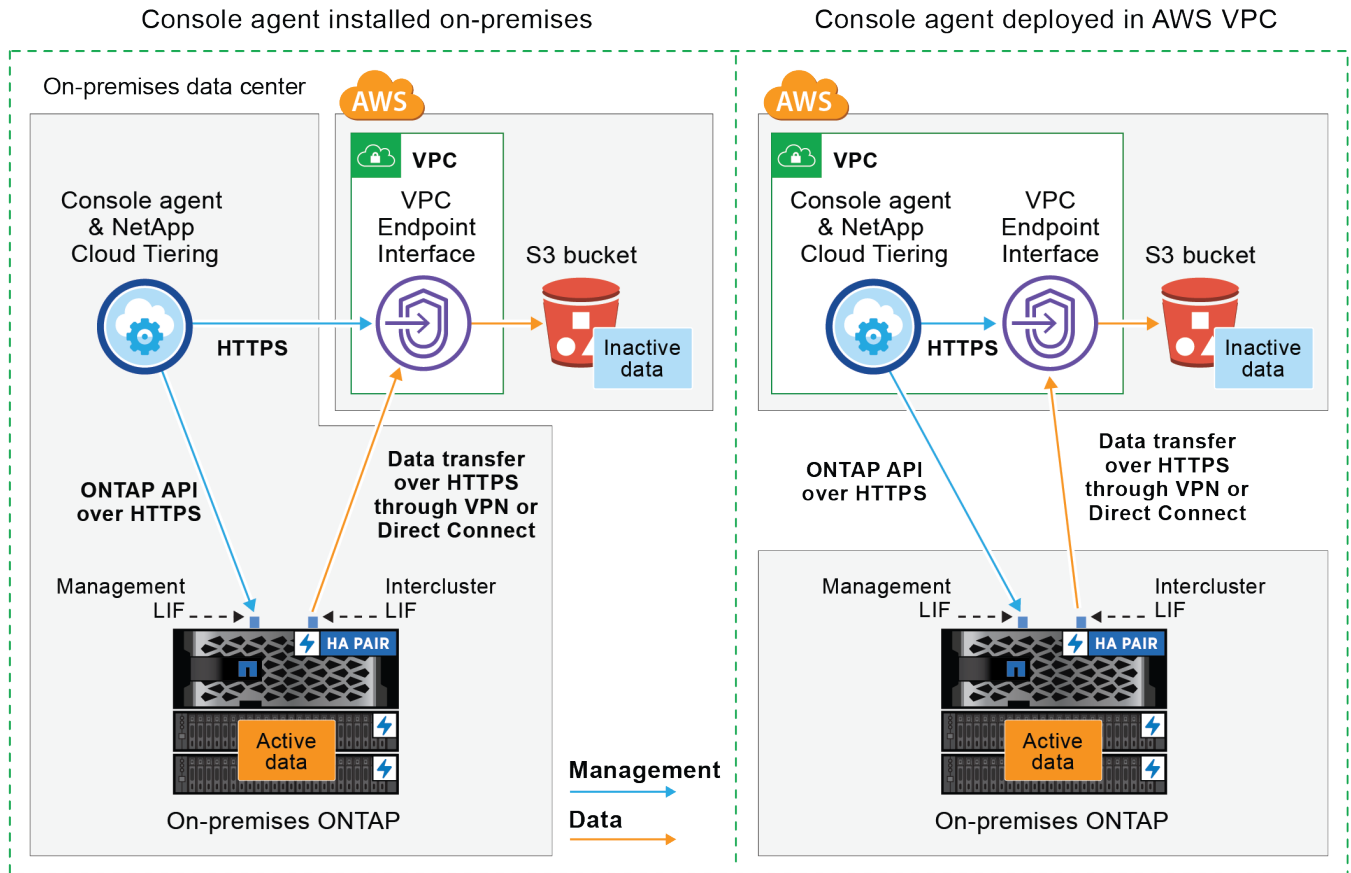 Console agent installed on-premises
On-premises data center
AWS
VPC
Console agent
& NetApp
Cloud Tiering
VPC
Endpoint
Interface
S3 bucket
Inactive
data
HTTPS
ONTAP API
over HTTPS
Data transfer
over HTTPS
through VPN or
Direct Connect
Management
LIF
Intercluster
LIF
HA PAIR
Active
data
On-premises ONTAP
Management
Data
Console agent deployed in AWS VPC
AWS
VPC
Console agent
& NetApp
Cloud Tiering
VPC
Endpoint
Interface
S3 bucket
Inactive
data
HTTPS
ONTAP API
over HTTPS
Data transfer
over HTTPS
through VPN or
Direct Connect
Management
LIF
Intercluster
LIF
HA PAIR
Active
data
On-premises ONTAP